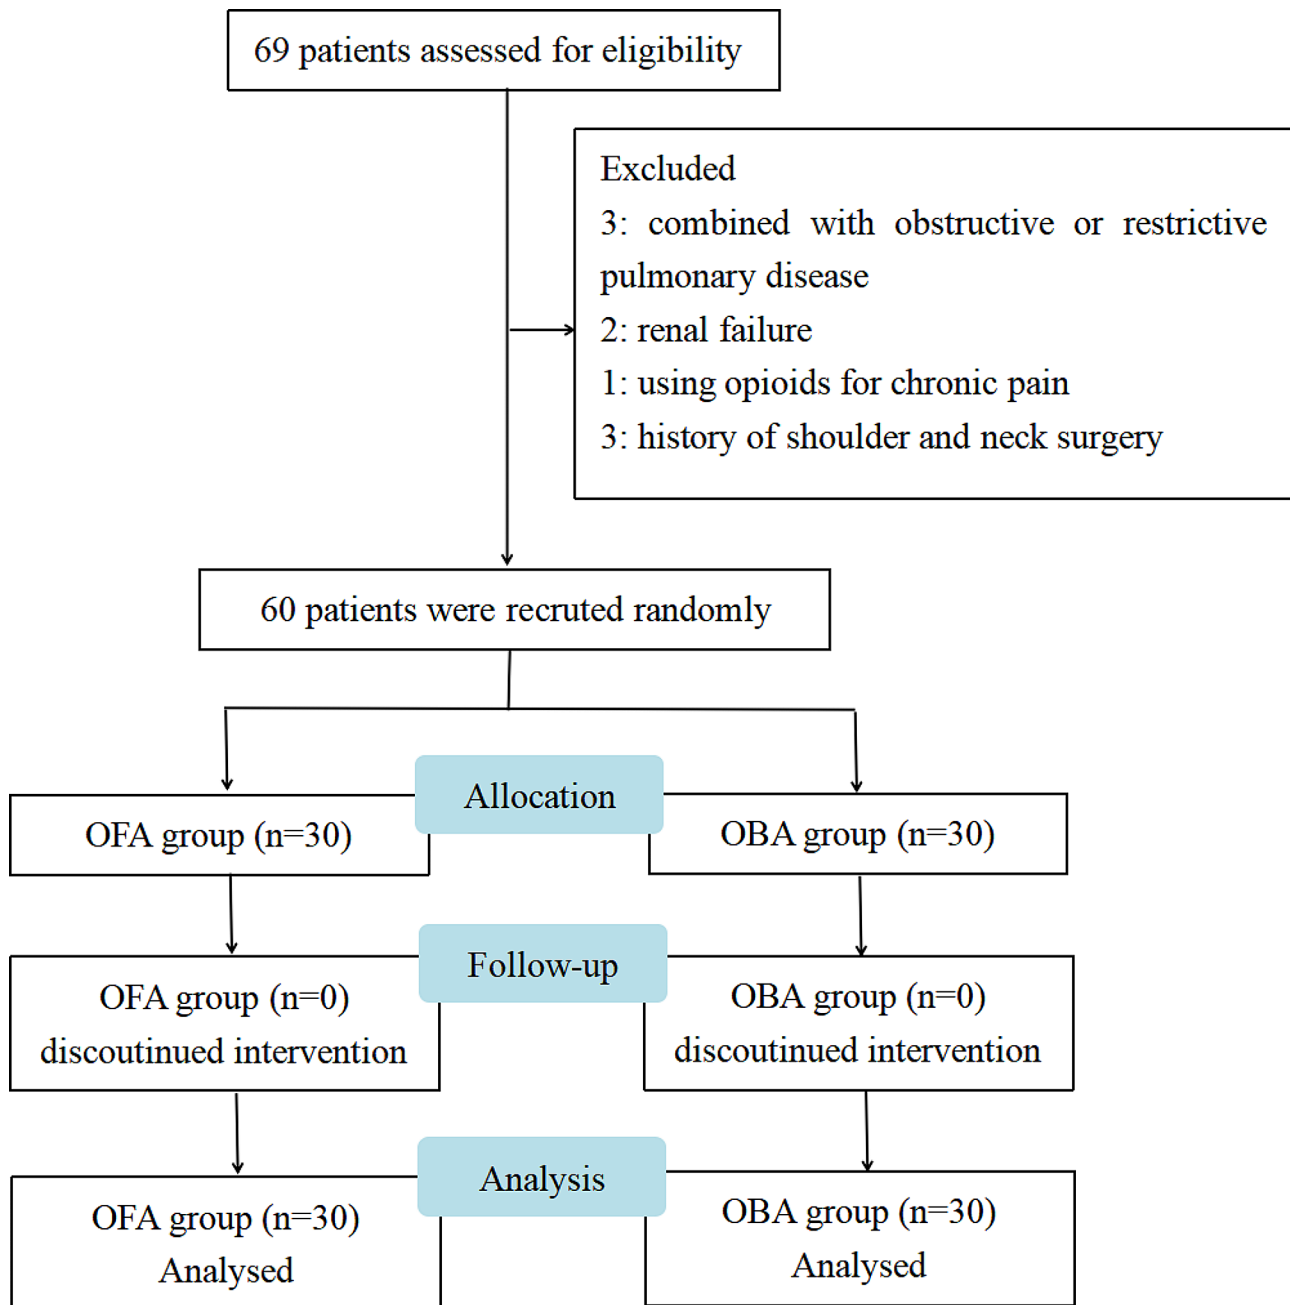 69 patients assessed for eligibility
Excluded
3: combined with obstructive or restrictive
pulmonary disease
2: renal failure
1: using opioids for chronic pain
3: history of shoulder and neck surgery
60 patients were recruted randomly
Allocation
OFA group (n=30)
OBA group (n=30)
Follow-up
OFA group (n=0)
discoutinued intervention
OBA group (n=0)
discoutinued intervention
Analysis
OFA group (n=30)
Analysed
OBA group (n=30)
Analysed